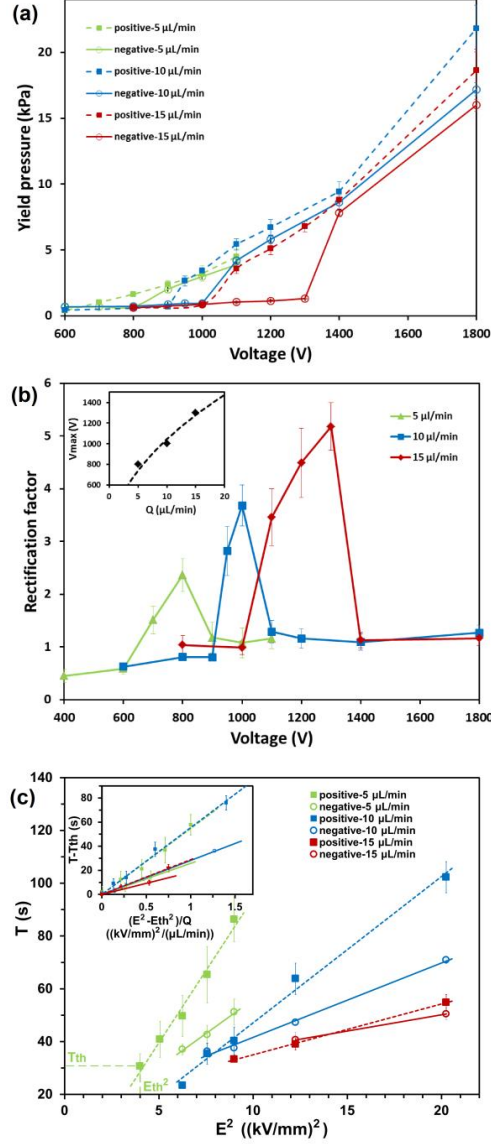 (a)
positive-5 µL/min
negative-5 µL/min
positive-10 µL/min
negative-10 µL/min
positive-15 µL/min
negative-15 µL/min
Yield pressure (kPa)
20
15
10
5
0
600 800 1000 1200 1400 1600 1800
Voltage (V)
(b)
Rectification factor
6
5
4
3
2
1
0
Vmax (V)
1400
1200
1000
800
600
0 5 10 15 20
Q (µL/min)
5 µl/min
10 µl/min
15 µl/min
400 600 800 1000 1200 1400 1600 1800
Voltage (V)
(c)
T (s)
140
120
100
80
60
40
20
T-Tth (s)
80
60
40
20
0
0 0.5 1 1.5
(E²-Eth²)/Q
((kV/mm)²/(µL/min))
positive-5 µL/min
negative-5 µL/min
positive-10 µL/min
negative-10 µL/min
positive-15 µL/min
negative-15 µL/min
Tth
Eth²
0 5 10 15 20
E² ((kV/mm)²)